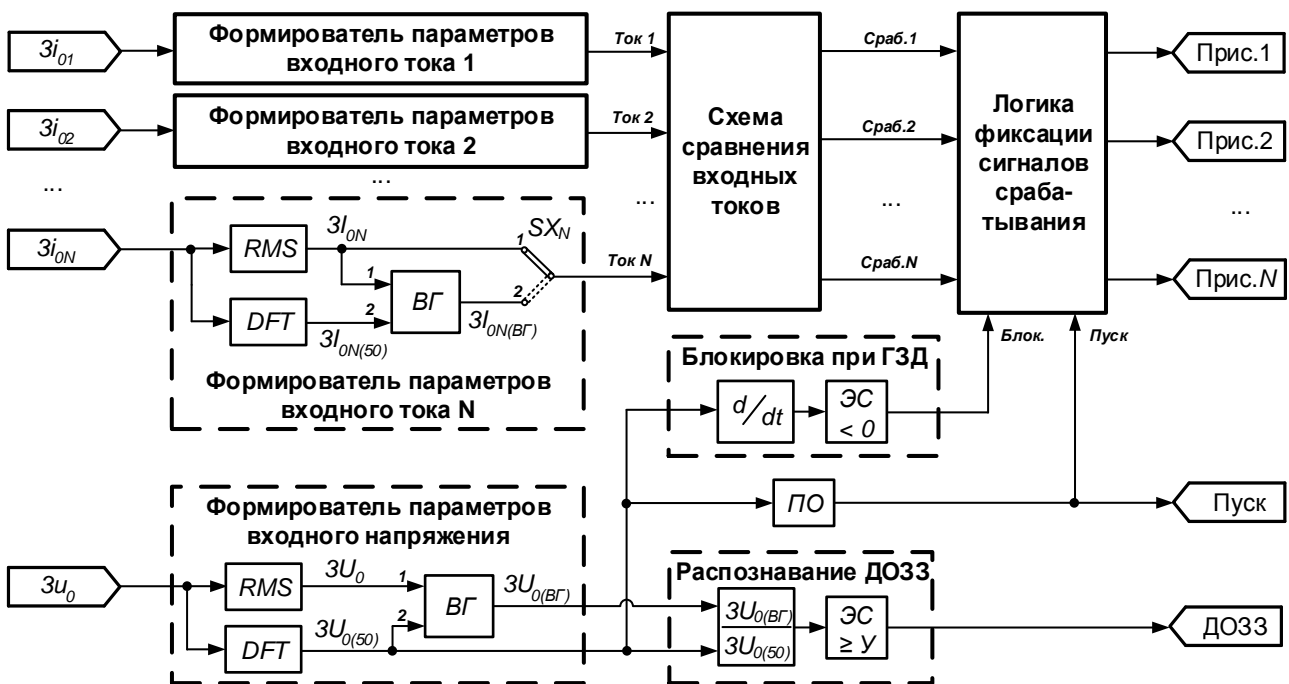 3i01
Формирователь параметров
входного тока 1
Ток 1
Сраб.1
Прис.1
3i02
Формирователь параметров
входного тока 2
Ток 2
Схема
сравнения
входных
токов
Сраб.2
Логика
фиксации
сигналов
сраба-
тывания
Прис.2
...
...
...
...
...
3i0N
RMS
3I0N
1
SXN
1
ВГ
2
DFT
2
3I0N(50)
3I0N(ВГ)
Формирователь параметров
входного тока N
Ток N
Сраб.N
Прис.N
Блок.
Пуск
Блокировка при ГЗД
d/dt
ЭС
< 0
ПО
Пуск
Формирователь параметров
входного напряжения
3u0
RMS
3U0
1
ВГ
3U0(ВГ)
2
DFT
3U0(50)
Распознавание ДОЗЗ
3U0(ВГ)
3U0(50)
ЭС
≥ У
ДОЗЗ